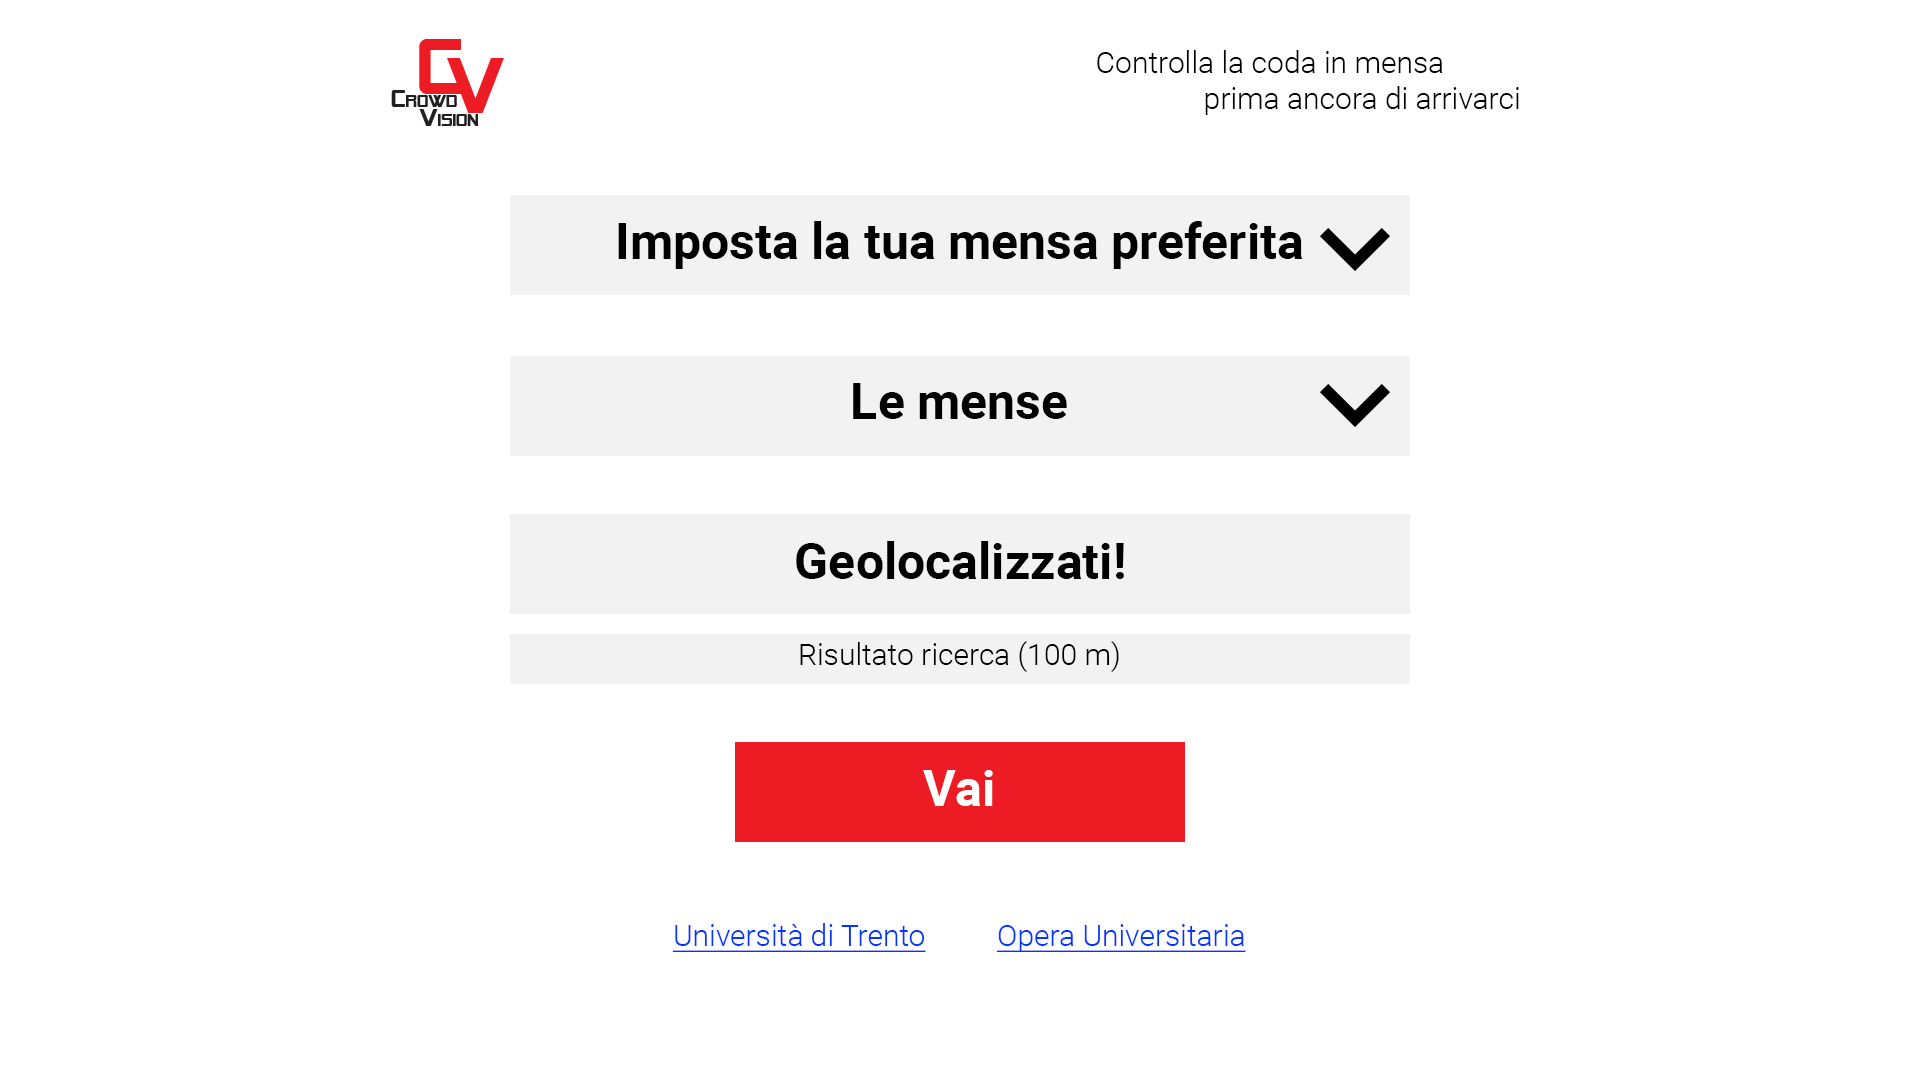 CV
Crowd
Vision
Controlla la coda in mensa
prima ancora di arrivarci
Imposta la tua mensa preferita
Le mense
Geolocalizzati!
Risultato ricerca (100 m)
Vai
Università di Trento
Opera Universitaria